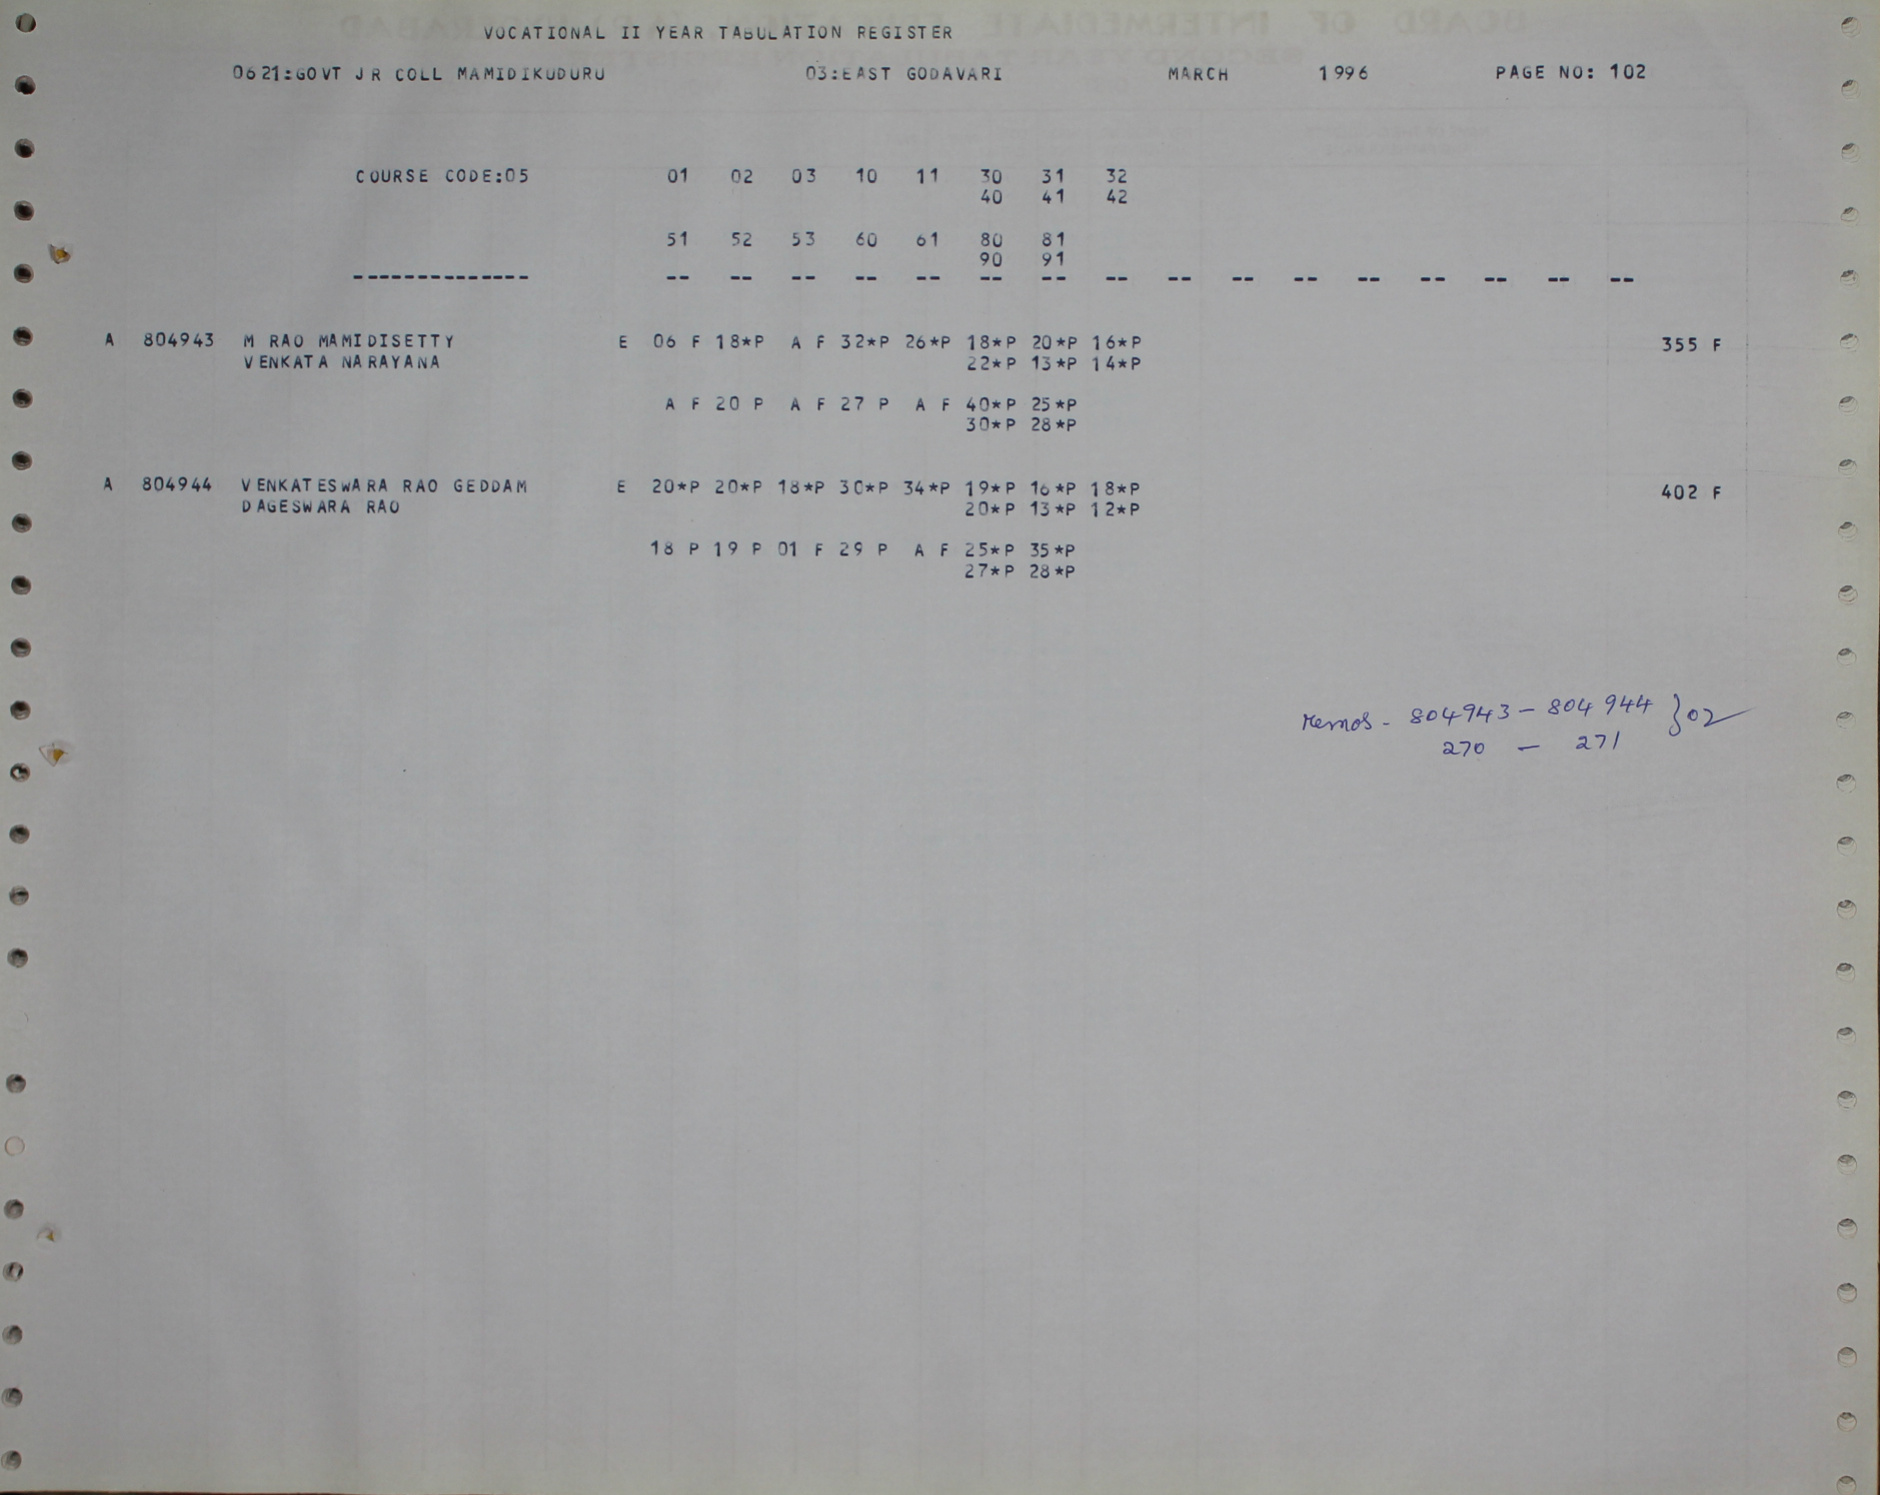 VOCATIONAL II YEAR TABULATION REGISTER
0621:GOVT JR COLL MAMIDIKUDURU 03:EAST GODAVARI MARCH 1996 PAGE NO: 102
COURSE CODE:05 01 02 03 10 11 30 31 32
40 41 42
51 52 53 60 61 80 81
90 91
-------------- -- -- -- -- -- -- -- -- -- -- -- -- -- -- -- --
A 804943 M RAO MAMIDISETTY E 06 F 18*P A F 32*P 26*P 18*P 20*P 16*P 355 F
VENKATA NARAYANA 22*P 13*P 14*P
A F 20 P A F 27 P A F 40*P 25*P
30*P 28*P
A 804944 VENKATESWARA RAO GEDDAM E 20*P 20*P 18*P 30*P 34*P 19*P 16*P 18*P 402 F
DAGESWARA RAO 20*P 13*P 12*P
18 P 19 P 01 F 29 P A F 25*P 35*P
27*P 28*P
Memos - 804943 - 804944 } 02
270 - 271